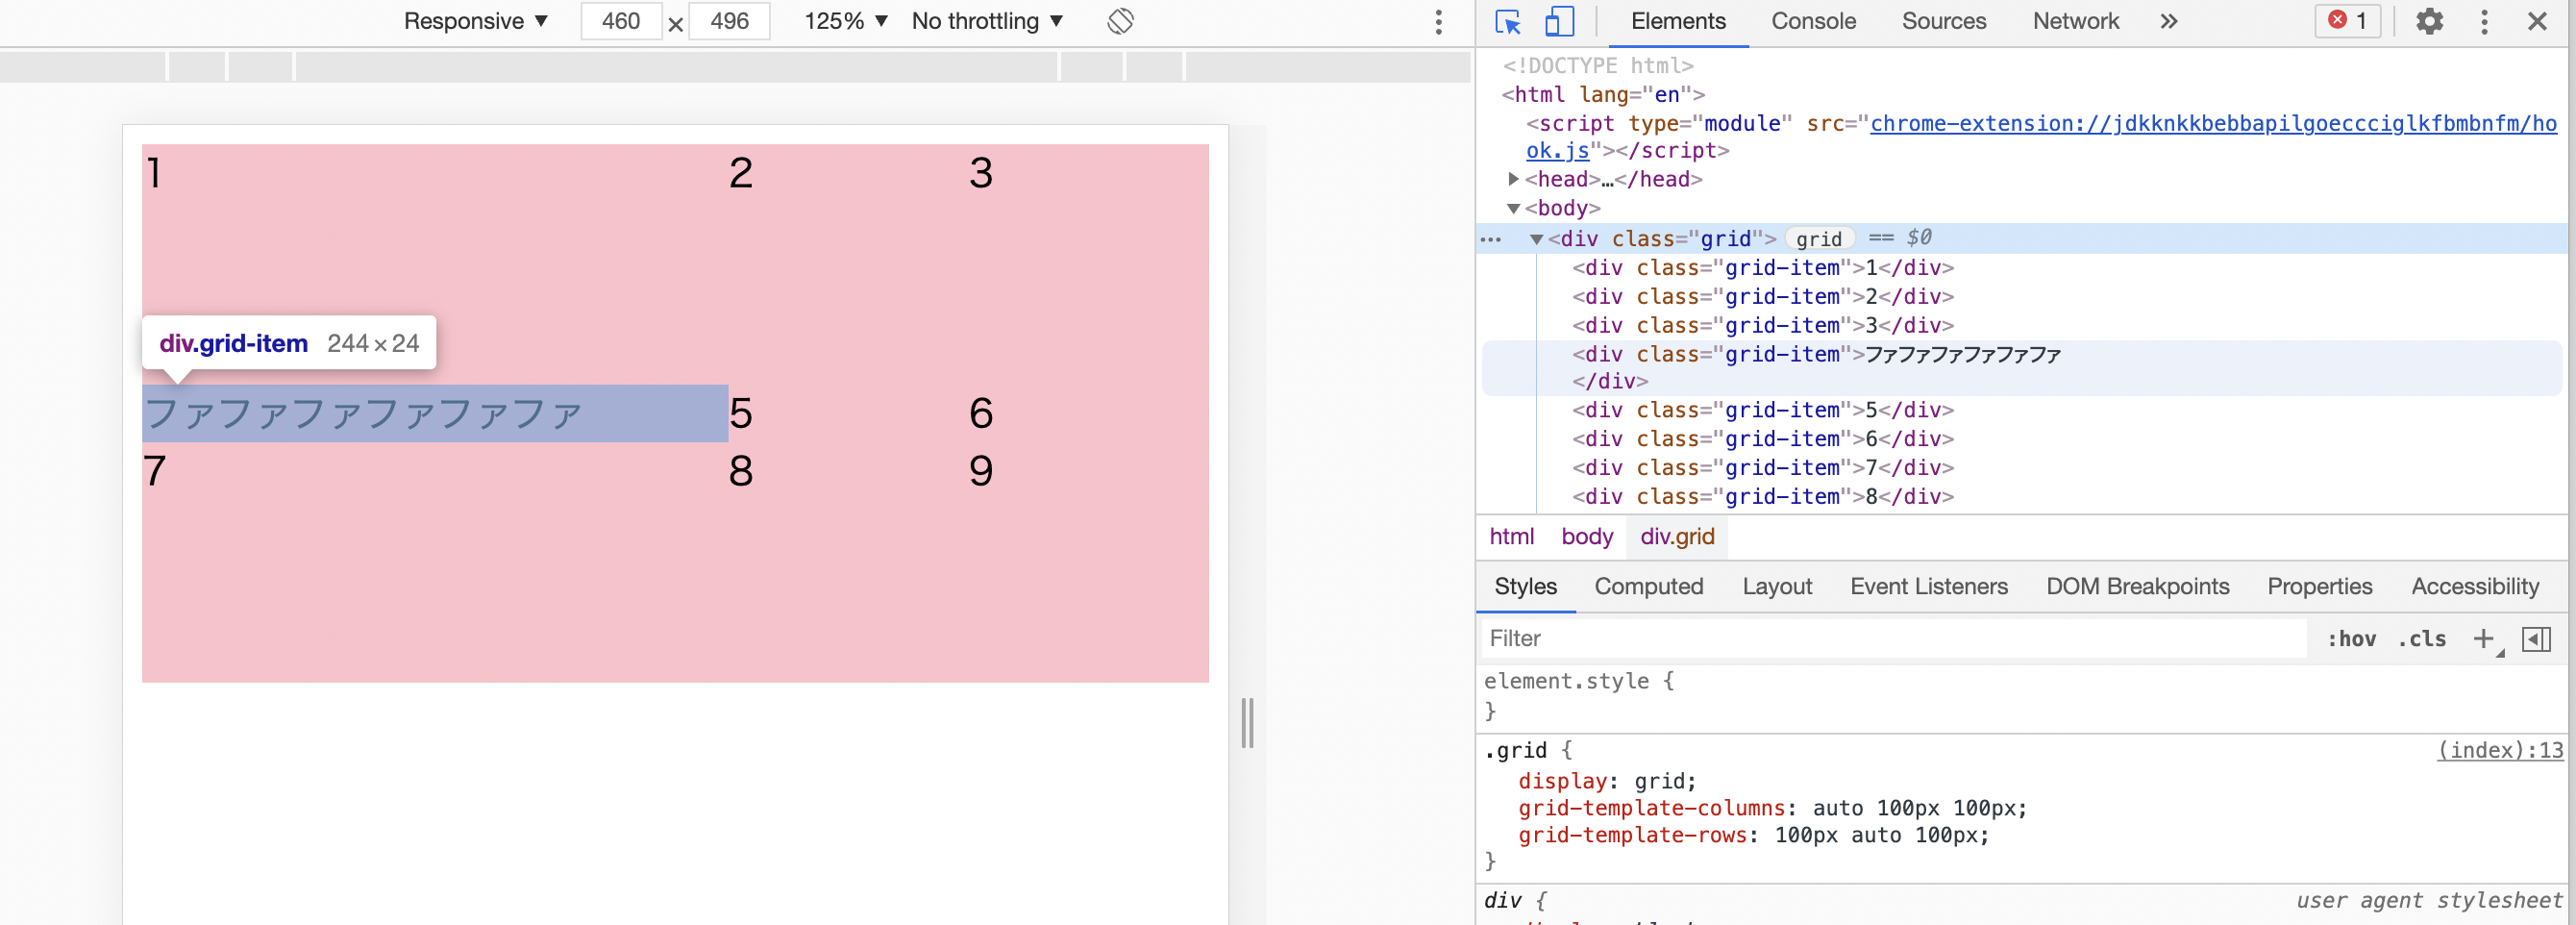 Responsive ▼ 460 × 496 125% ▼ No throttling ▼
Elements Console Sources Network » 1
1 2 3
div.grid-item 244×24
ファファファファファファ 5 6
7 8 9
<!DOCTYPE html>
<html lang="en">
<script type="module" src="chrome-extension://jdkknkkbebbapilgoeccciglkfbmbnfm/ho
ok.js"></script>
▶<head>…</head>
▼<body>
▼<div class="grid"> grid == $0
<div class="grid-item">1</div>
<div class="grid-item">2</div>
<div class="grid-item">3</div>
<div class="grid-item">ファファファファファファ
</div>
<div class="grid-item">5</div>
<div class="grid-item">6</div>
<div class="grid-item">7</div>
<div class="grid-item">8</div>
html body div.grid
Styles Computed Layout Event Listeners DOM Breakpoints Properties Accessibility
Filter :hov .cls +
element.style {
}
.grid { (index):13
display: grid;
grid-template-columns: auto 100px 100px;
grid-template-rows: 100px auto 100px;
}
div { user agent stylesheet